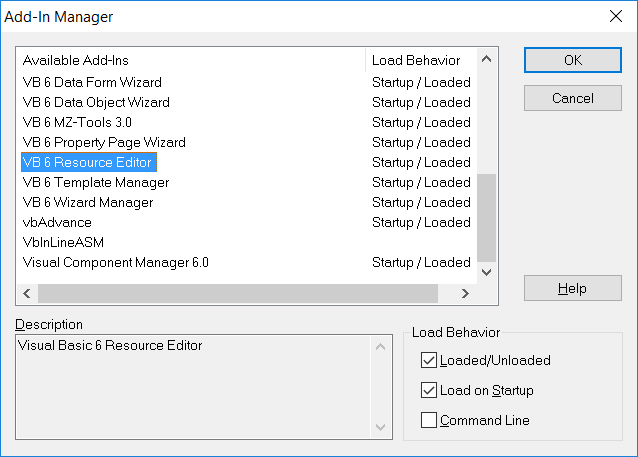 Add-In Manager
Available Add-Ins Load Behavior
VB 6 Data Form Wizard Startup / Loaded
VB 6 Data Object Wizard Startup / Loaded
VB 6 MZ-Tools 3.0 Startup / Loaded
VB 6 Property Page Wizard Startup / Loaded
VB 6 Resource Editor Startup / Loaded
VB 6 Template Manager Startup / Loaded
VB 6 Wizard Manager Startup / Loaded
vbAdvance Startup / Loaded
VbInLineASM
Visual Component Manager 6.0 Startup / Loaded
OK
Cancel
Help
Description
Visual Basic 6 Resource Editor
Load Behavior
Loaded/Unloaded
Load on Startup
Command Line